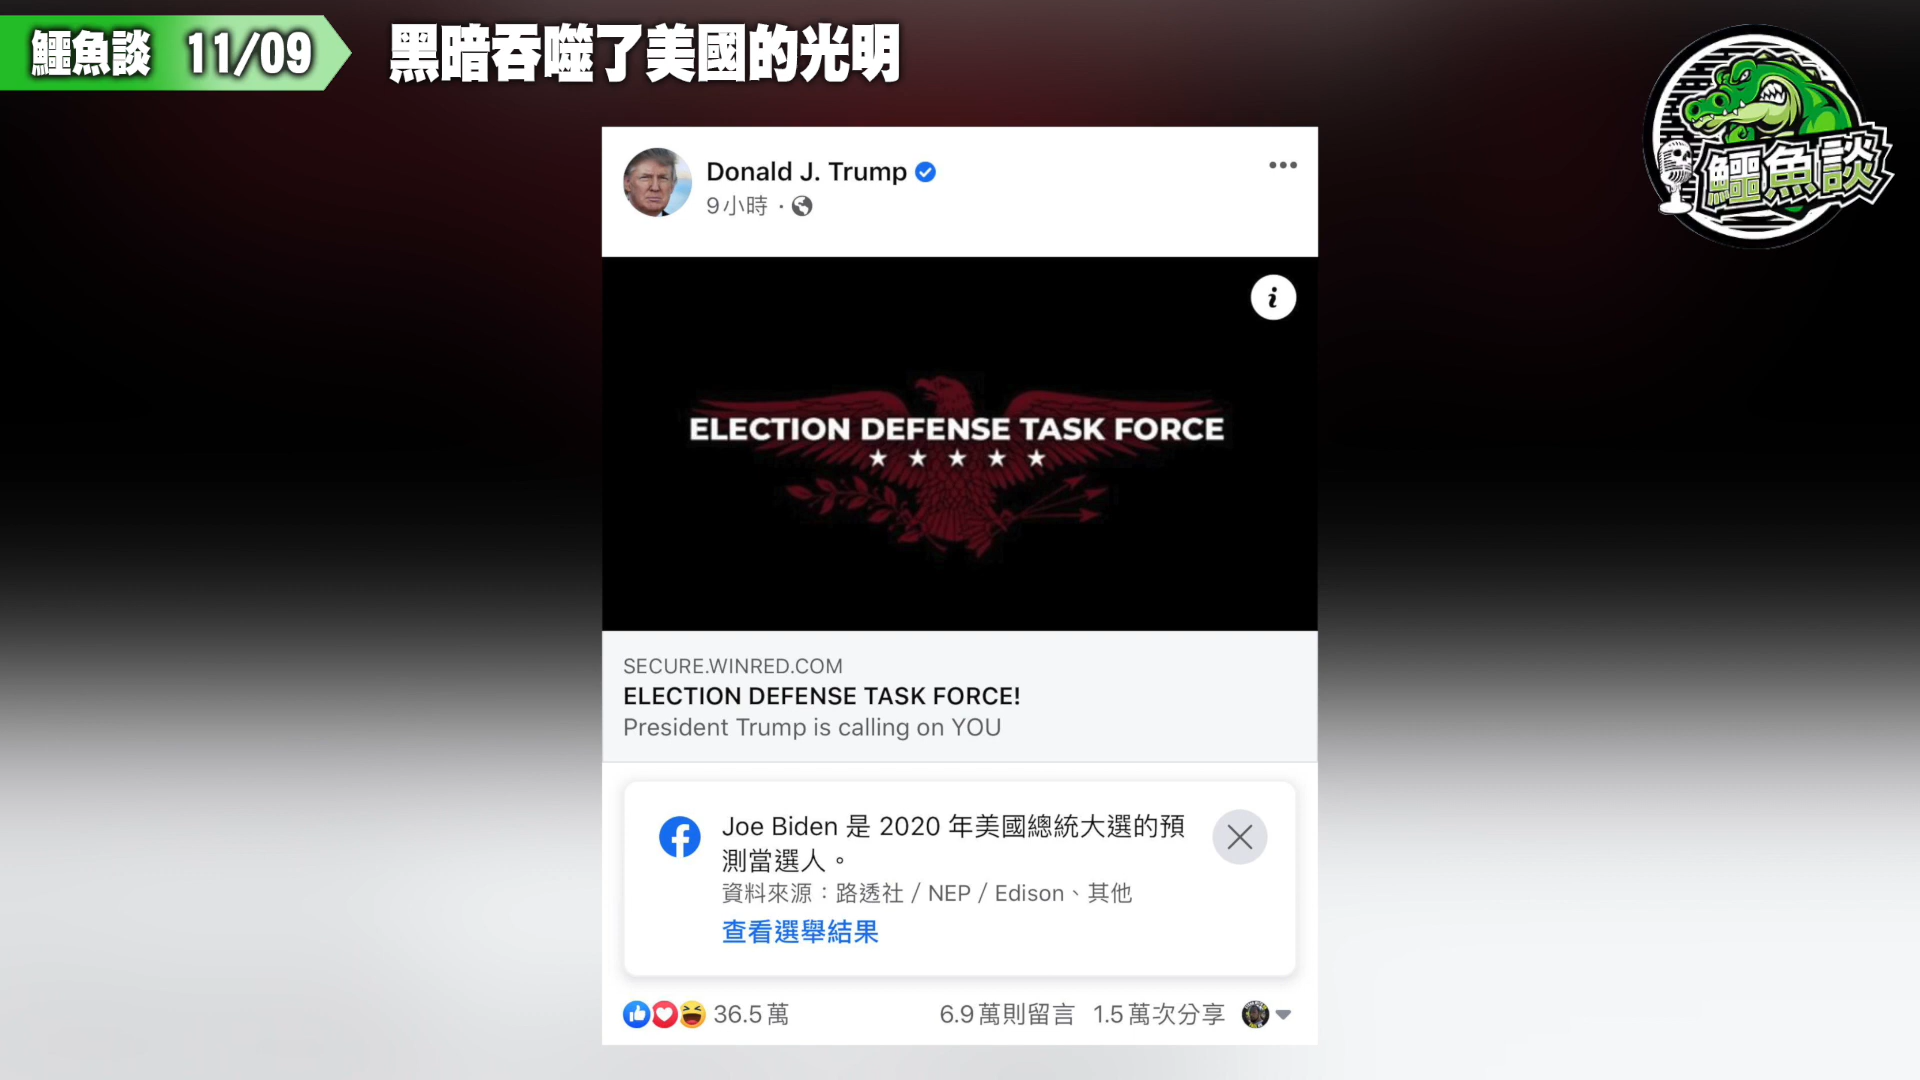 鱷魚談 11/09
黑暗吞噬了美國的光明
鱷魚談
Donald J. Trump
9小時 ·
ELECTION DEFENSE TASK FORCE
SECURE.WINRED.COM
ELECTION DEFENSE TASK FORCE!
President Trump is calling on YOU
Joe Biden 是 2020 年美國總統大選的預
測當選人。
資料來源：路透社 / NEP / Edison、其他
查看選舉結果
36.5萬 6.9萬則留言 1.5萬次分享